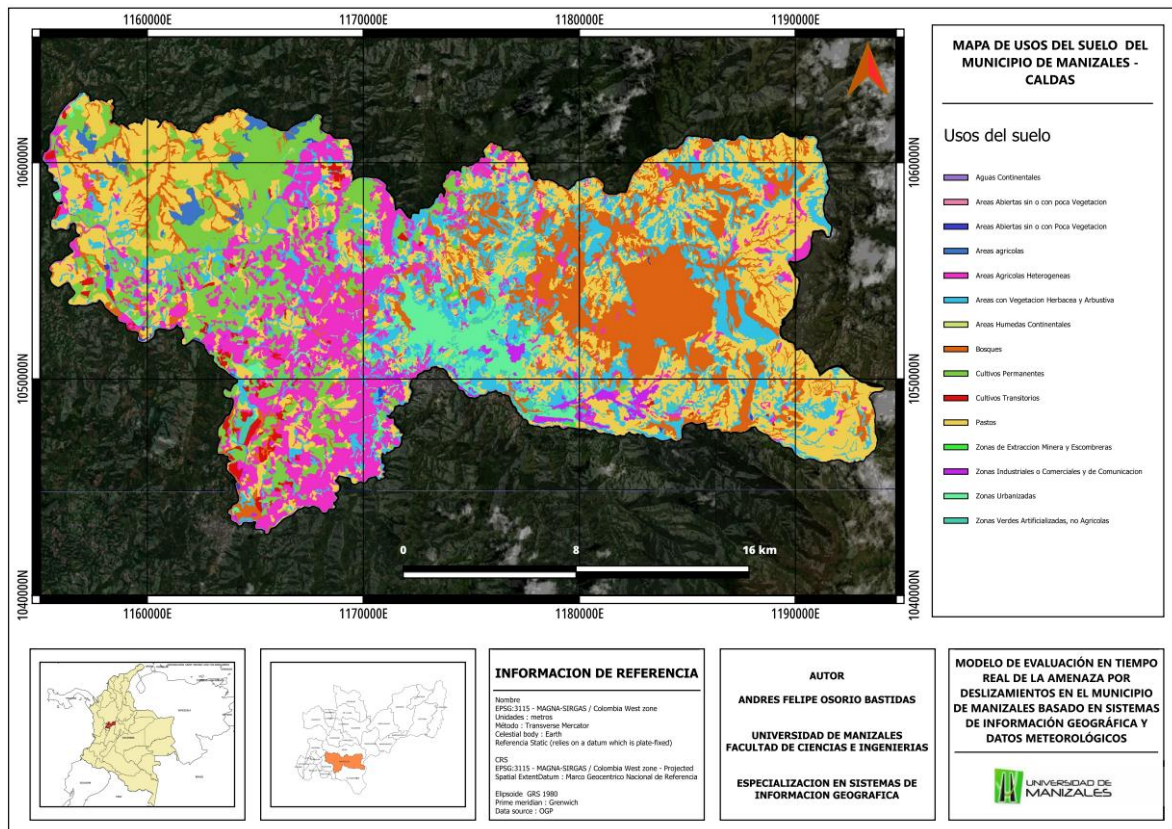 1160000E
1170000E
1180000E
1190000E
1060000N
1050000N
1040000N
1060000N
1050000N
1040000N
0
8
16 km
1160000E
1170000E
1180000E
1190000E
MAPA DE USOS DEL SUELO DEL
MUNICIPIO DE MANIZALES -
CALDAS
Usos del suelo
Aguas Continentales
Areas Abiertas sin o con poca Vegetacion
Areas Abiertas sin o con Poca Vegetacion
Areas agricolas
Areas Agricolas Heterogeneas
Areas con Vegetacion Herbacea y Arbustiva
Areas Humedas Continentales
Bosques
Cultivos Permanentes
Cultivos Transitorios
Pastos
Zonas de Extraccion Minera y Escombreras
Zonas Industriales o Comerciales y de Comunicacion
Zonas Urbanizadas
Zonas Verdes Artificializadas, no Agricolas
INFORMACION DE REFERENCIA
Nombre
EPSG:3115 - MAGNA-SIRGAS / Colombia West zone
Unidades : metros
Método : Transverse Mercator
Celestial body : Earth
Referencia Static (relies on a datum which is plate-fixed)
CRS
EPSG:3115 - MAGNA-SIRGAS / Colombia West zone - Projected
Spatial ExtentDatum : Marco Geocentrico Nacional de Referencia
Elipsoide GRS 1980
Prime meridian : Grenwich
Data source : OGP
AUTOR
ANDRES FELIPE OSORIO BASTIDAS
UNIVERSIDAD DE MANIZALES
FACULTAD DE CIENCIAS E INGENIERIAS
ESPECIALIZACION EN SISTEMAS DE
INFORMACION GEOGRAFICA
MODELO DE EVALUACIÓN EN TIEMPO
REAL DE LA AMENAZA POR
DESLIZAMIENTOS EN EL MUNICIPIO
DE MANIZALES BASADO EN SISTEMAS
DE INFORMACIÓN GEOGRÁFICA Y
DATOS METEOROLÓGICOS
UNIVERSIDAD DE
MANIZALES